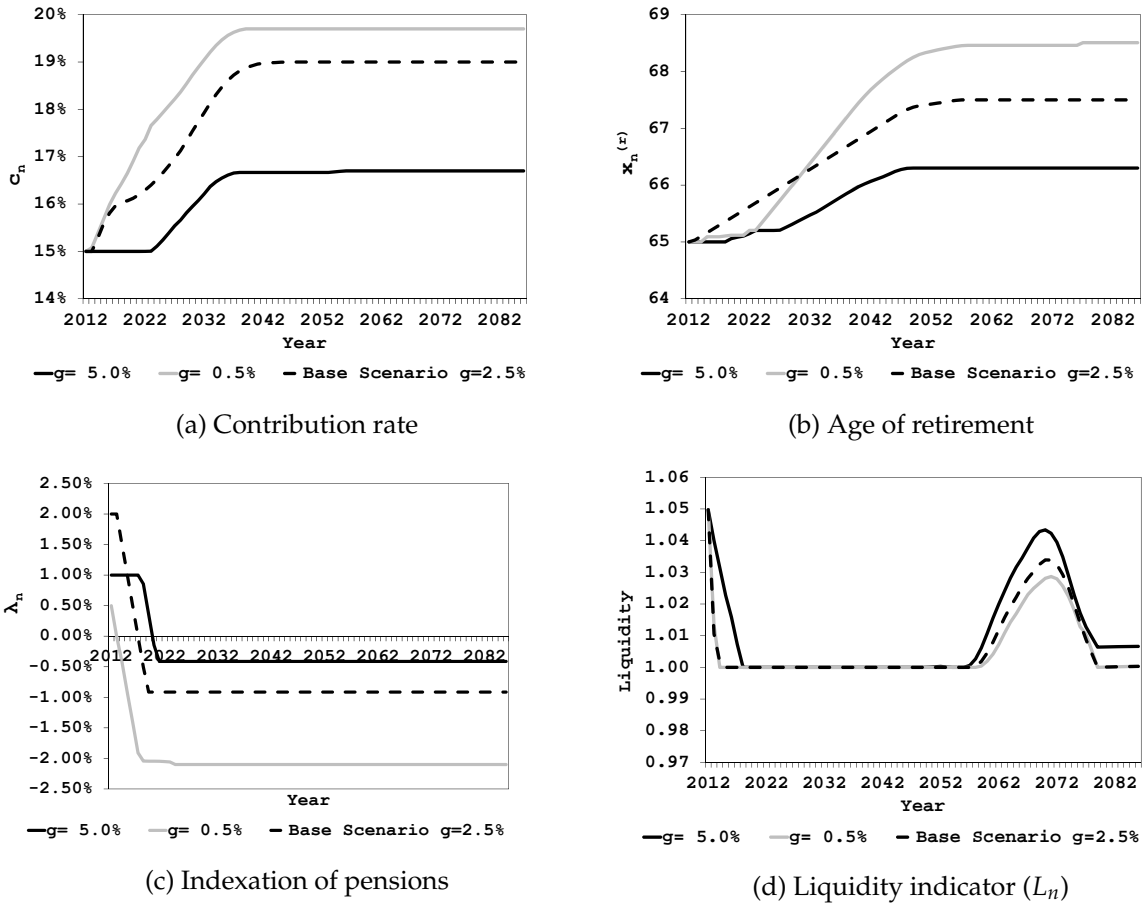 20%
19%
18%
17%
16%
15%
14%
c_n
2012 2022 2032 2042 2052 2062 2072 2082
Year
g= 5.0% g= 0.5% Base Scenario g=2.5%
(a) Contribution rate
69
68
67
66
65
64
x_n^(r)
2012 2022 2032 2042 2052 2062 2072 2082
Year
g= 5.0% g= 0.5% Base Scenario g=2.5%
(b) Age of retirement
2.50%
2.00%
1.50%
1.00%
0.50%
0.00%
-0.50%
-1.00%
-1.50%
-2.00%
-2.50%
λ_n
2012 2022 2032 2042 2052 2062 2072 2082
Year
g= 5.0% g= 0.5% Base Scenario g=2.5%
(c) Indexation of pensions
1.06
1.05
1.04
1.03
1.02
1.01
1.00
0.99
0.98
0.97
Liquidity
2012 2022 2032 2042 2052 2062 2072 2082
Year
g= 5.0% g= 0.5% Base Scenario g=2.5%
(d) Liquidity indicator (L_n)